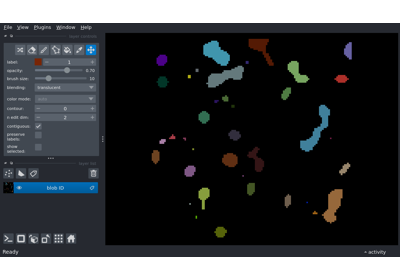 File View Plugins Window Help
label:
1
opacity:
0.70
brush size:
10
blending:
translucent
color mode:
contour:
0
n edit dim:
2
contiguous:
preserve
labels:
show
selected:
blob ID
Ready
activity